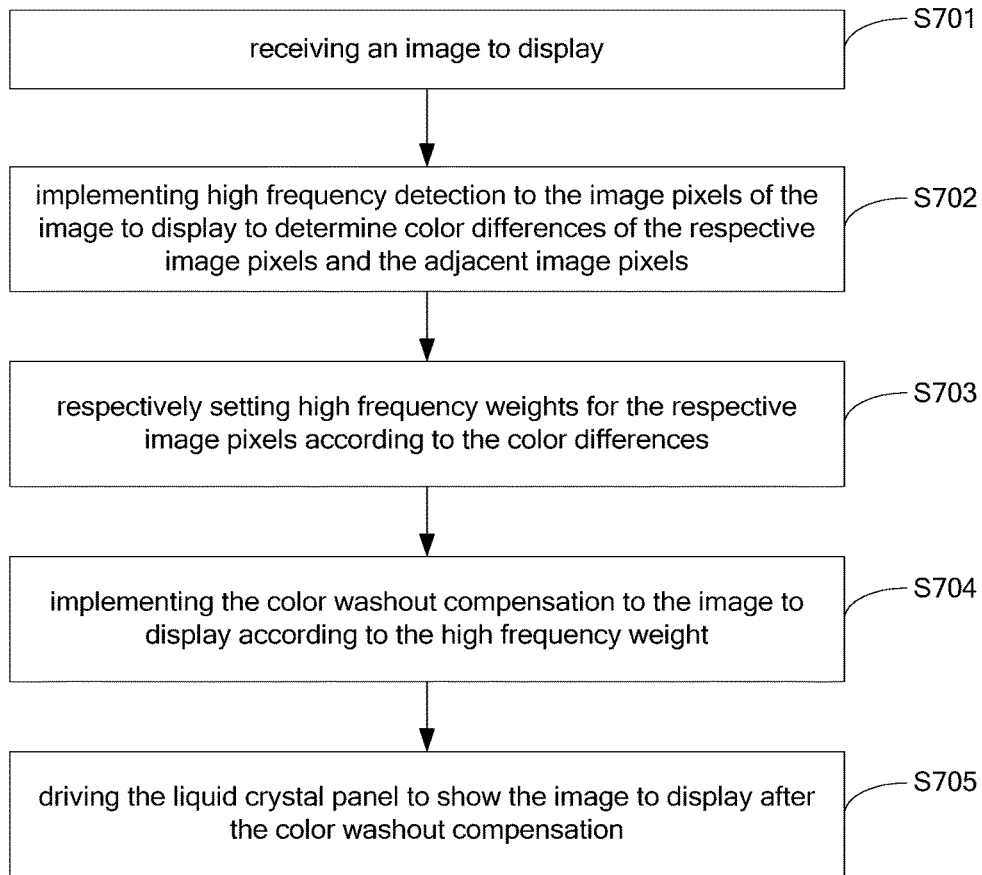 receiving an image to display
S701
implementing high frequency detection to the image pixels of the
image to display to determine color differences of the respective
image pixels and the adjacent image pixels
S702
respectively setting high frequency weights for the respective
image pixels according to the color differences
S703
implementing the color washout compensation to the image to
display according to the high frequency weight
S704
driving the liquid crystal panel to show the image to display after
the color washout compensation
S705